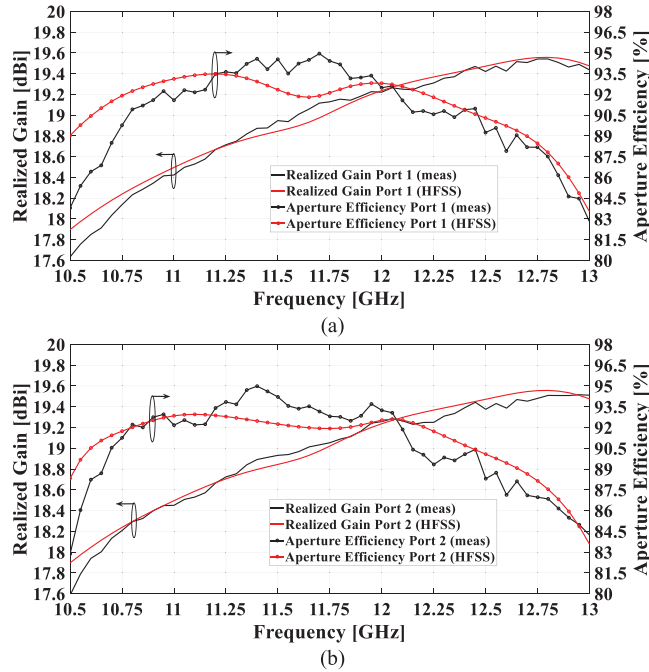 20
19.6
19.2
19
18.8
18.6
18.4
18.2
18
17.6
19.4
98
96.5
95
93.5
92
90.5
89
87.5
86
84.5
83
81.5
80
Realized Gain [dBi]
Aperture Efficiency [%]
Realized Gain Port 1 (meas)
Realized Gain Port 1 (HFSS)
Aperture Efficiency Port 1 (meas)
Aperture Efficiency Port 1 (HFSS)
10.5 10.75 11 11.25 11.5 11.75 12 12.25 12.5 12.75 13
Frequency [GHz]
(a)
20
19.8
19.6
19.4
19.2
19
18.8
18.6
18.4
18.2
18
17.8
17.6
98
96.5
95
93.5
92
90.5
89
87.5
86
84.5
83
81.5
80
Realized Gain [dBi]
Aperture Efficiency [%]
Realized Gain Port 2 (meas)
Realized Gain Port 2 (HFSS)
Aperture Efficiency Port 2 (meas)
Aperture Efficiency Port 2 (HFSS)
10.5 10.75 11 11.25 11.5 11.75 12 12.25 12.5 12.75 13
Frequency [GHz]
(b)